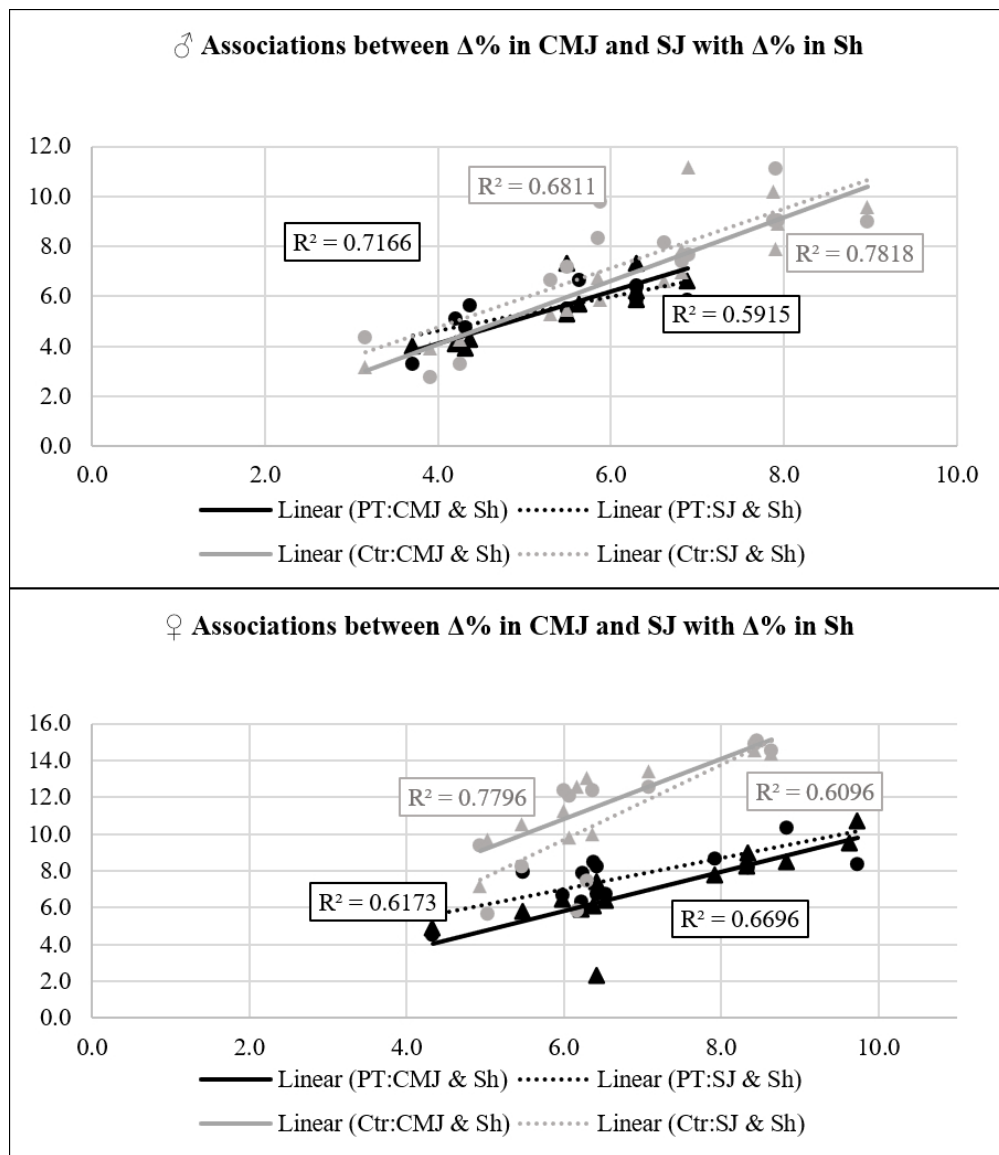 ♂ Associations between Δ% in CMJ and SJ with Δ% in Sh
12.0
10.0
8.0
6.0
4.0
2.0
0.0
R² = 0.6811
R² = 0.7166
R² = 0.7818
R² = 0.5915
0.0 2.0 4.0 6.0 8.0 10.0
Linear (PT:CMJ & Sh) Linear (PT:SJ & Sh)
Linear (Ctr:CMJ & Sh) Linear (Ctr:SJ & Sh)
♀ Associations between Δ% in CMJ and SJ with Δ% in Sh
16.0
14.0
12.0
10.0
8.0
6.0
4.0
2.0
0.0
R² = 0.7796
R² = 0.6096
R² = 0.6173
R² = 0.6696
0.0 2.0 4.0 6.0 8.0 10.0
Linear (PT:CMJ & Sh) Linear (PT:SJ & Sh)
Linear (Ctr:CMJ & Sh) Linear (Ctr:SJ & Sh)